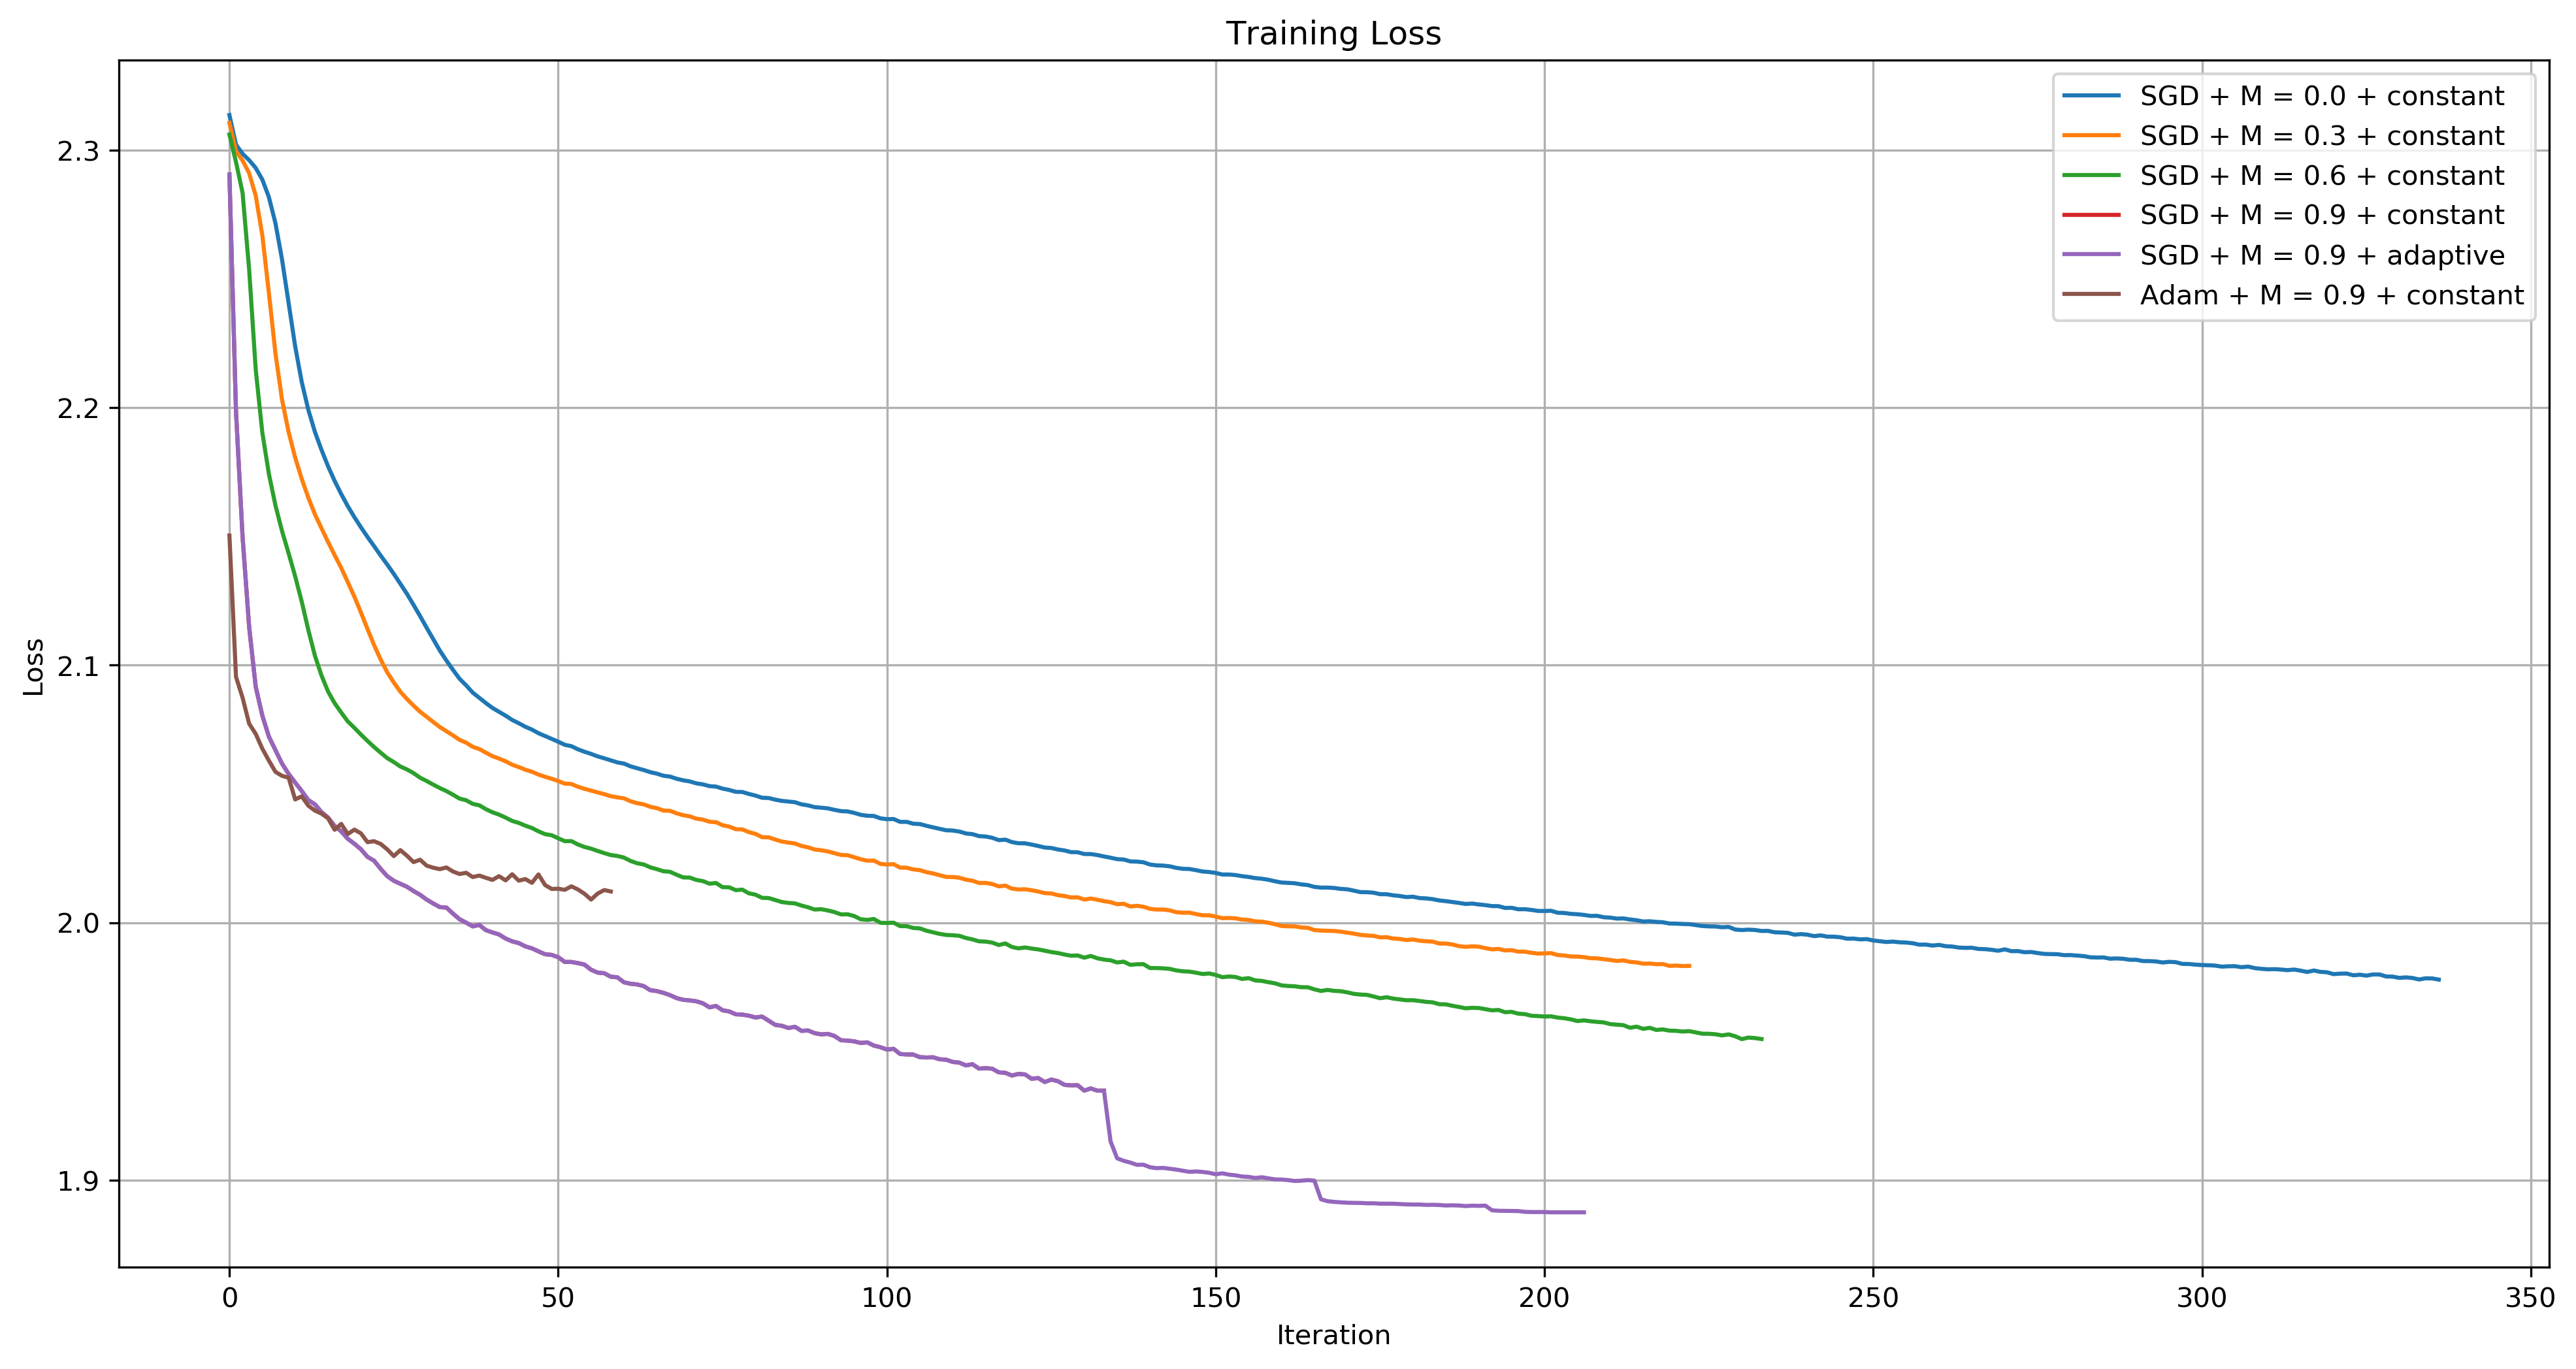 Training Loss
SGD + M = 0.0 + constant
SGD + M = 0.3 + constant
SGD + M = 0.6 + constant
SGD + M = 0.9 + constant
SGD + M = 0.9 + adaptive
Adam + M = 0.9 + constant
Loss
2.3
2.2
2.1
2.0
1.9
0 50 100 150 200 250 300 350
Iteration